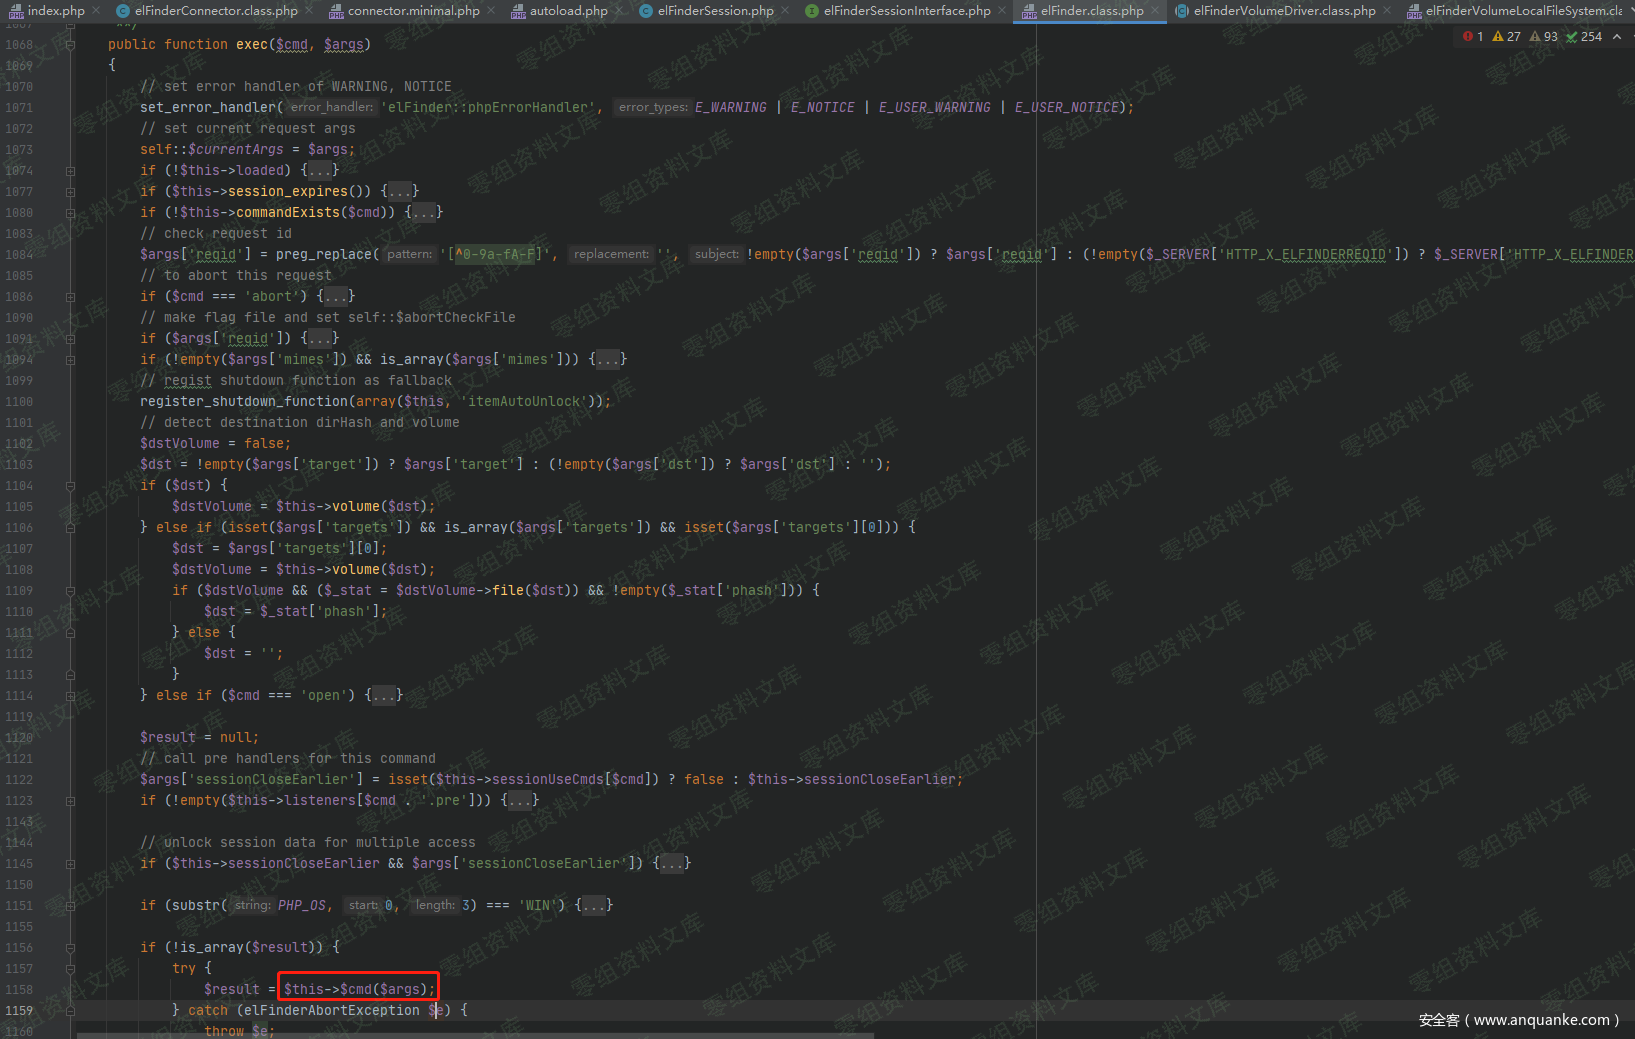 index.php elFinderConnector.class.php connector.minimal.php autoload.php elFinderSession.php elFinderSessionInterface.php elFinder.class.php elFinderVolumeDriver.class.php elFinderVolumeLocalFileSystem.cla
1067 **/
1068 public function exec($cmd, $args) 1 27 93 254
1069 {
1070 // set error handler of WARNING, NOTICE
1071 set_error_handler( error_handler: 'elFinder::phpErrorHandler', error_types: E_WARNING | E_NOTICE | E_USER_WARNING | E_USER_NOTICE);
1072 // set current request args
1073 self::$currentArgs = $args;
1074 if (!$this->loaded) {...}
1077 if ($this->session_expires()) {...}
1080 if (!$this->commandExists($cmd)) {...}
1083 // check request id
1084 $args['reqid'] = preg_replace( pattern: '[^0-9a-fA-F]', replacement: '', subject: !empty($args['reqid']) ? $args['reqid'] : (!empty($_SERVER['HTTP_X_ELFINDERREQID']) ? $_SERVER['HTTP_X_ELFINDER
1085 // to abort this request
1086 if ($cmd === 'abort') {...}
1090 // make flag file and set self::$abortCheckFile
1091 if ($args['reqid']) {...}
1094 if (!empty($args['mimes']) && is_array($args['mimes'])) {...}
1099 // regist shutdown function as fallback
1100 register_shutdown_function(array($this, 'itemAutoUnlock'));
1101 // detect destination dirHash and volume
1102 $dstVolume = false;
1103 $dst = !empty($args['target']) ? $args['target'] : (!empty($args['dst']) ? $args['dst'] : '');
1104 if ($dst) {
1105 $dstVolume = $this->volume($dst);
1106 } else if (isset($args['targets']) && is_array($args['targets']) && isset($args['targets'][0])) {
1107 $dst = $args['targets'][0];
1108 $dstVolume = $this->volume($dst);
1109 if ($dstVolume && ($_stat = $dstVolume->file($dst)) && !empty($_stat['phash'])) {
1110 $dst = $_stat['phash'];
1111 } else {
1112 $dst = '';
1113 }
1114 } else if ($cmd === 'open') {...}
1119
1120 $result = null;
1121 // call pre handlers for this command
1122 $args['sessionCloseEarlier'] = isset($this->sessionUseCmds[$cmd]) ? false : $this->sessionCloseEarlier;
1123 if (!empty($this->listeners[$cmd . '.pre'])) {...}
1143
1144 // unlock session data for multiple access
1145 if ($this->sessionCloseEarlier && $args['sessionCloseEarlier']) {...}
1150
1151 if (substr( string: PHP_OS, start: 0, length: 3) === 'WIN') {...}
1155
1156 if (!is_array($result)) {
1157 try {
1158 $result = $this->$cmd($args);
1159 } catch (elFinderAbortException $e) {
1160 throw $e;
零组资料文库
安全客 ( www.anquanke.com )